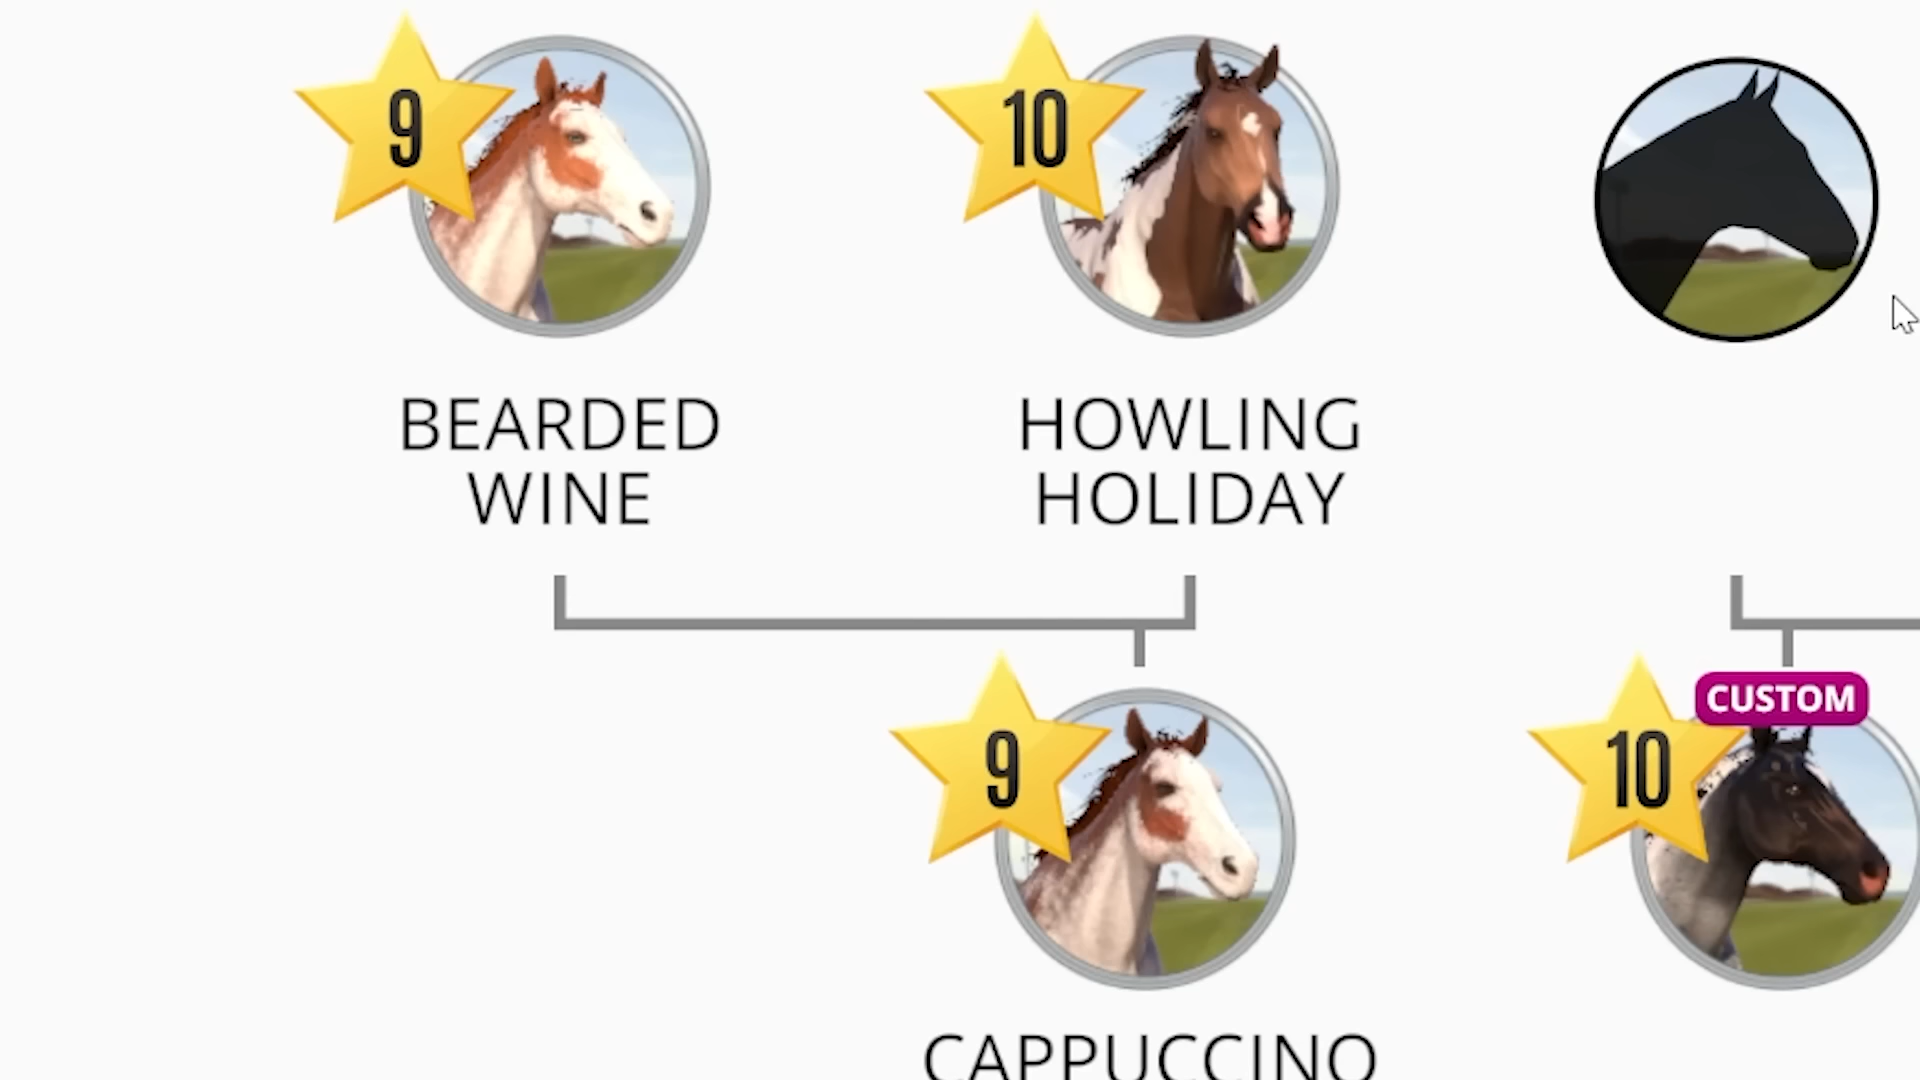 9
10
BEARDED
WINE
HOWLING
HOLIDAY
9
10
CUSTOM
CAPPUCCINO